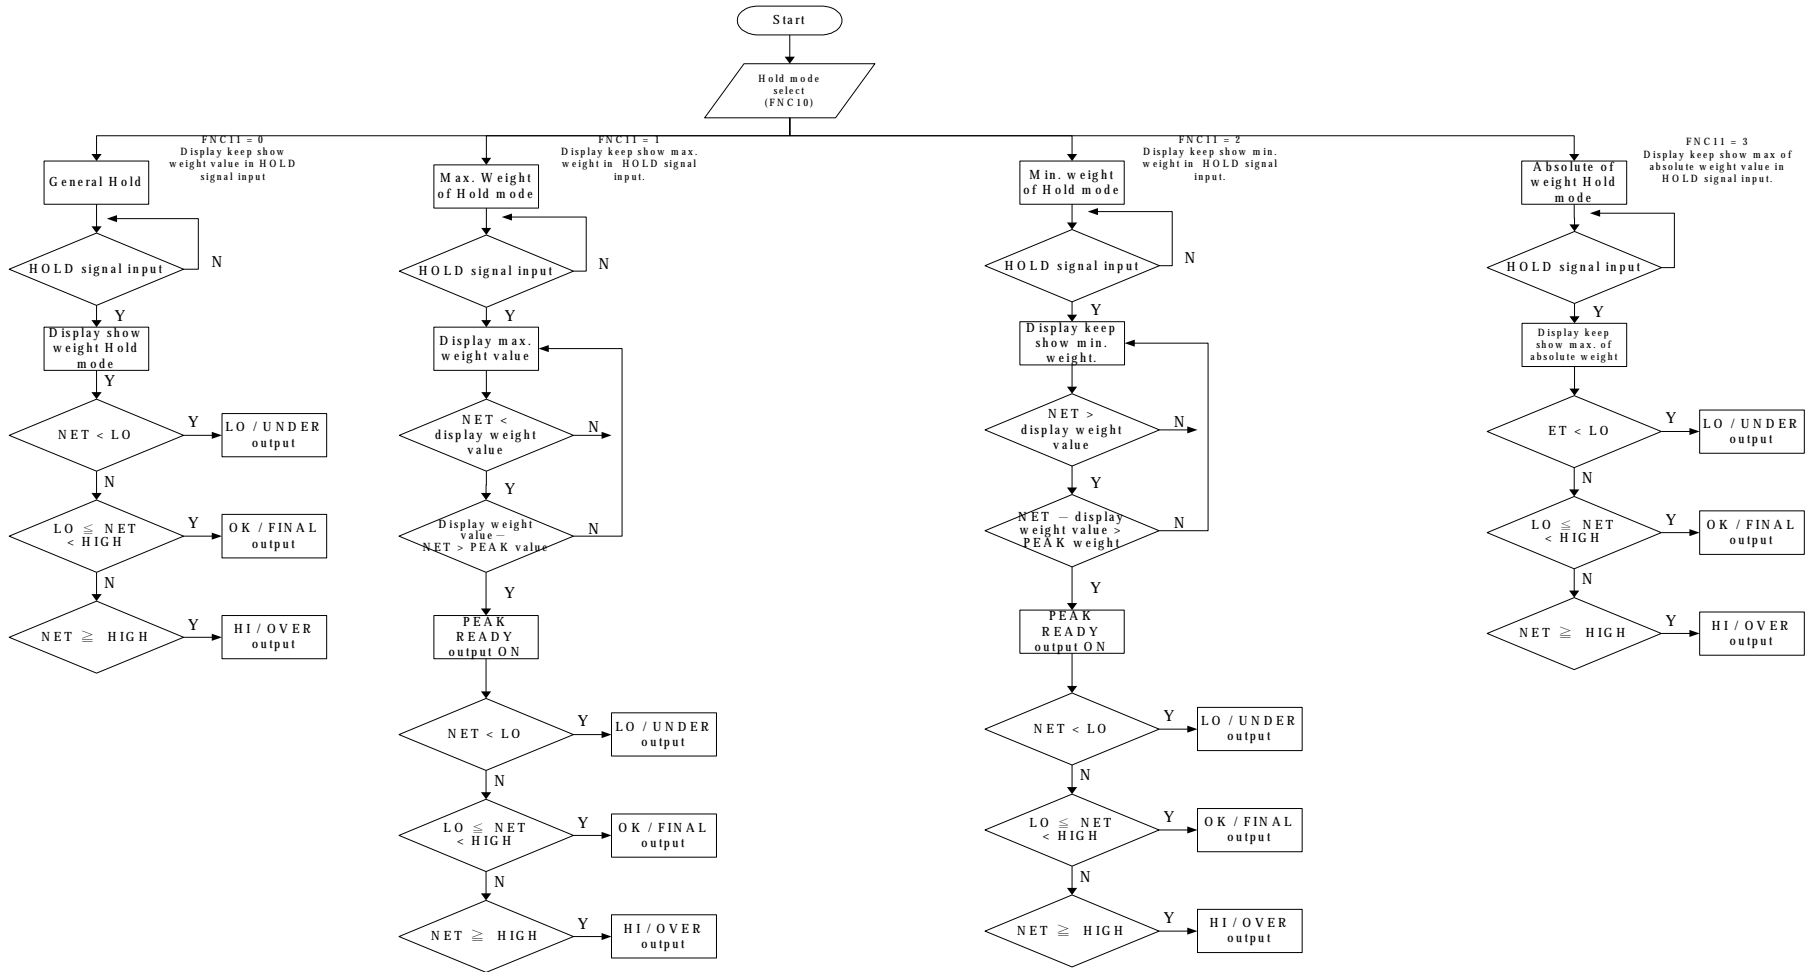 Start
Hold mode
select
(FNC10)
FNC11 = 0
Display keep show
weight value in HOLD
signal input
General Hold
HOLD signal input
N
Y
Display show
weight Hold
mode
Y
NET < LO
Y
LO / UNDER
output
N
LO ≦ NET
< HIGH
Y
OK / FINAL
output
N
NET ≧ HIGH
Y
HI / OVER
output
FNC11 = 1
Display keep show max.
weight in HOLD signal
input.
Max. Weight
of Hold mode
HOLD signal input
N
Y
Display max.
weight value
NET <
display weight
value
N
Y
Display weight
value—
NET > PEAK value
N
Y
PEAK
READY
output ON
NET < LO
Y
LO / UNDER
output
N
LO ≦ NET
< HIGH
Y
OK / FINAL
output
N
NET ≧ HIGH
Y
HI / OVER
output
FNC11 = 2
Display keep show min.
weight in HOLD signal
input.
Min. weight
of Hold mode
HOLD signal input
N
Y
Display keep
show min.
weight.
NET >
display weight
value
N
Y
NET — display
weight value >
PEAK weight
N
Y
PEAK
READY
output ON
NET < LO
Y
LO / UNDER
output
N
LO ≦ NET
< HIGH
Y
OK / FINAL
output
N
NET ≧ HIGH
Y
HI / OVER
output
FNC11 = 3
Display keep show max of
absolute weight value in
HOLD signal input.
Absolute of
weight Hold
mode
HOLD signal input
Y
Display keep
show max. of
absolute weight
ET < LO
Y
LO / UNDER
output
N
LO ≦ NET
< HIGH
Y
OK / FINAL
output
N
NET ≧ HIGH
Y
HI / OVER
output